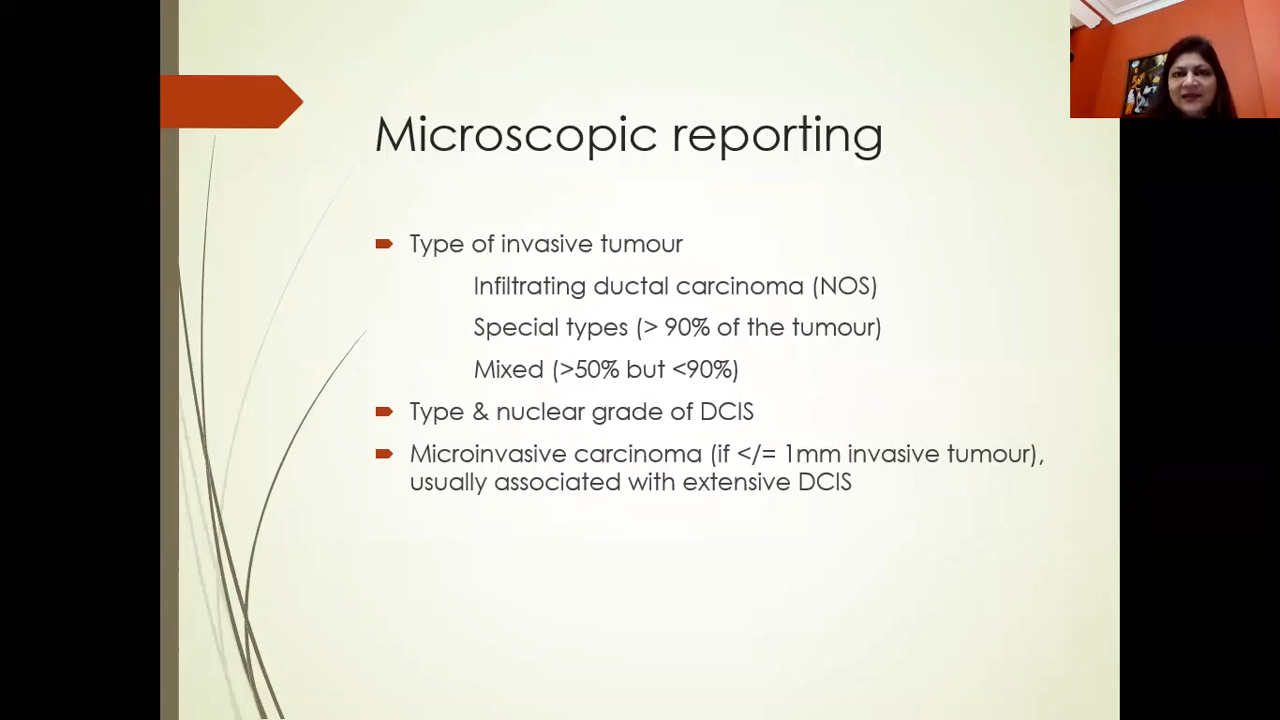 Microscopic reporting
Type of invasive tumour
Infiltrating ductal carcinoma (NOS)
Special types (> 90% of the tumour)
Mixed (>50% but <90%)
Type & nuclear grade of DCIS
Microinvasive carcinoma (if </= 1mm invasive tumour),
usually associated with extensive DCIS